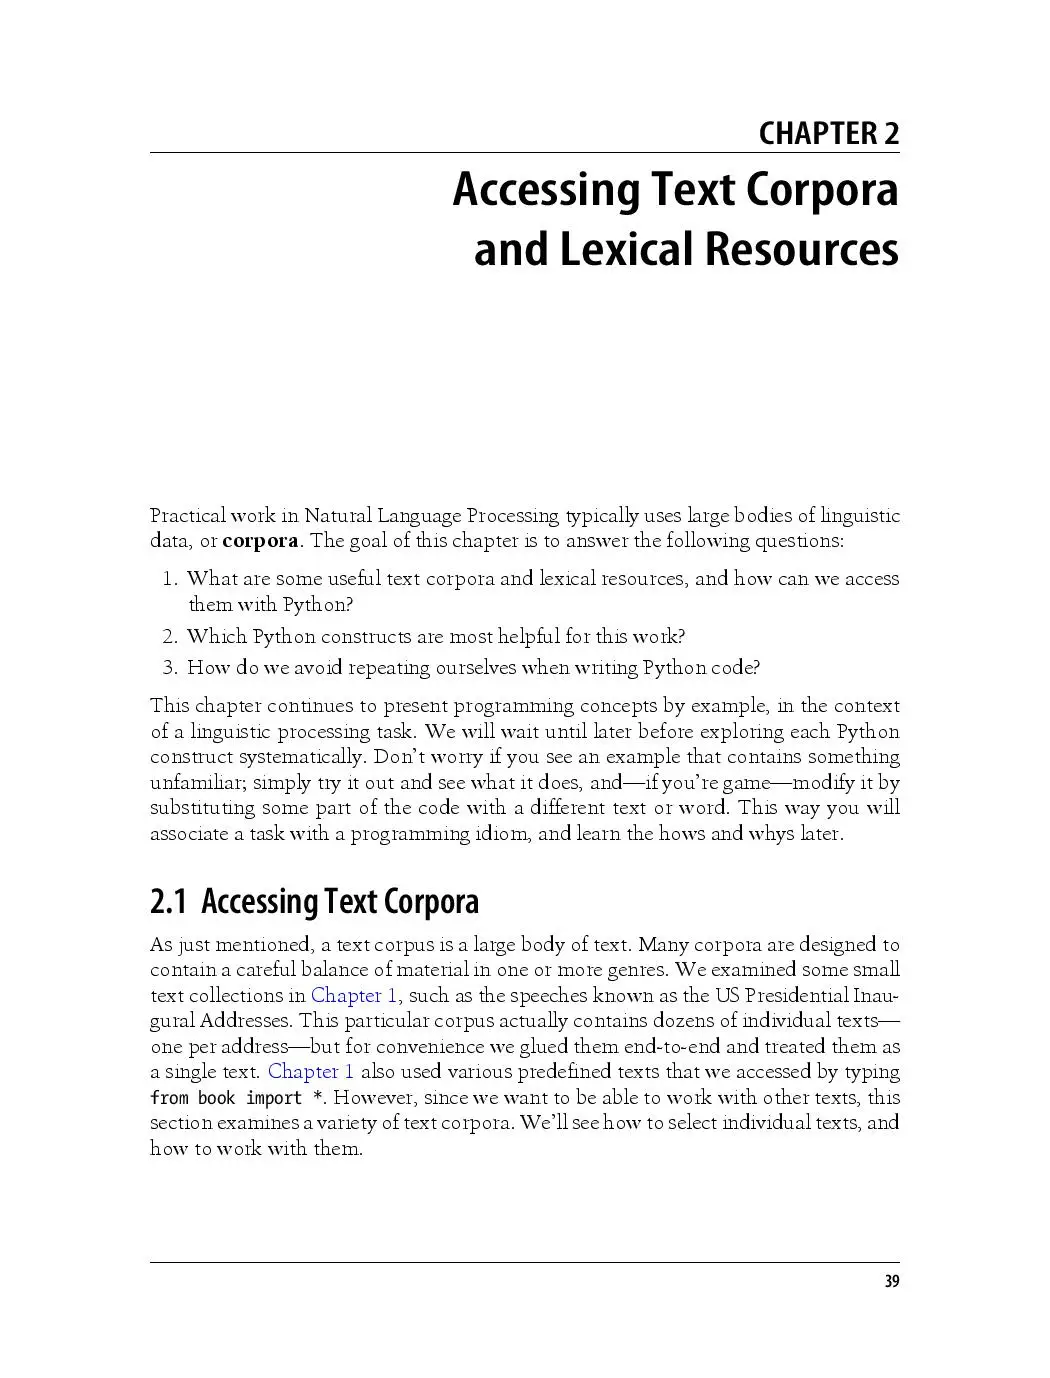 CHAPTER 2
Accessing Text Corpora
and Lexical Resources
Practical work in Natural Language Processing typically uses large bodies of linguistic
data, or corpora. The goal of this chapter is to answer the following questions:
1. What are some useful text corpora and lexical resources, and how can we access
them with Python?
2. Which Python constructs are most helpful for this work?
3. How do we avoid repeating ourselves when writing Python code?
This chapter continues to present programming concepts by example, in the context
of a linguistic processing task. We will wait until later before exploring each Python
construct systematically. Don’t worry if you see an example that contains something
unfamiliar; simply try it out and see what it does, and—if you’re game—modify it by
substituting some part of the code with a different text or word. This way you will
associate a task with a programming idiom, and learn the hows and whys later.
2.1 Accessing Text Corpora
As just mentioned, a text corpus is a large body of text. Many corpora are designed to
contain a careful balance of material in one or more genres. We examined some small
text collections in Chapter 1, such as the speeches known as the US Presidential Inau-
gural Addresses. This particular corpus actually contains dozens of individual texts—
one per address—but for convenience we glued them end-to-end and treated them as
a single text. Chapter 1 also used various predefined texts that we accessed by typing
from book import *. However, since we want to be able to work with other texts, this
section examines a variety of text corpora. We’ll see how to select individual texts, and
how to work with them.
39